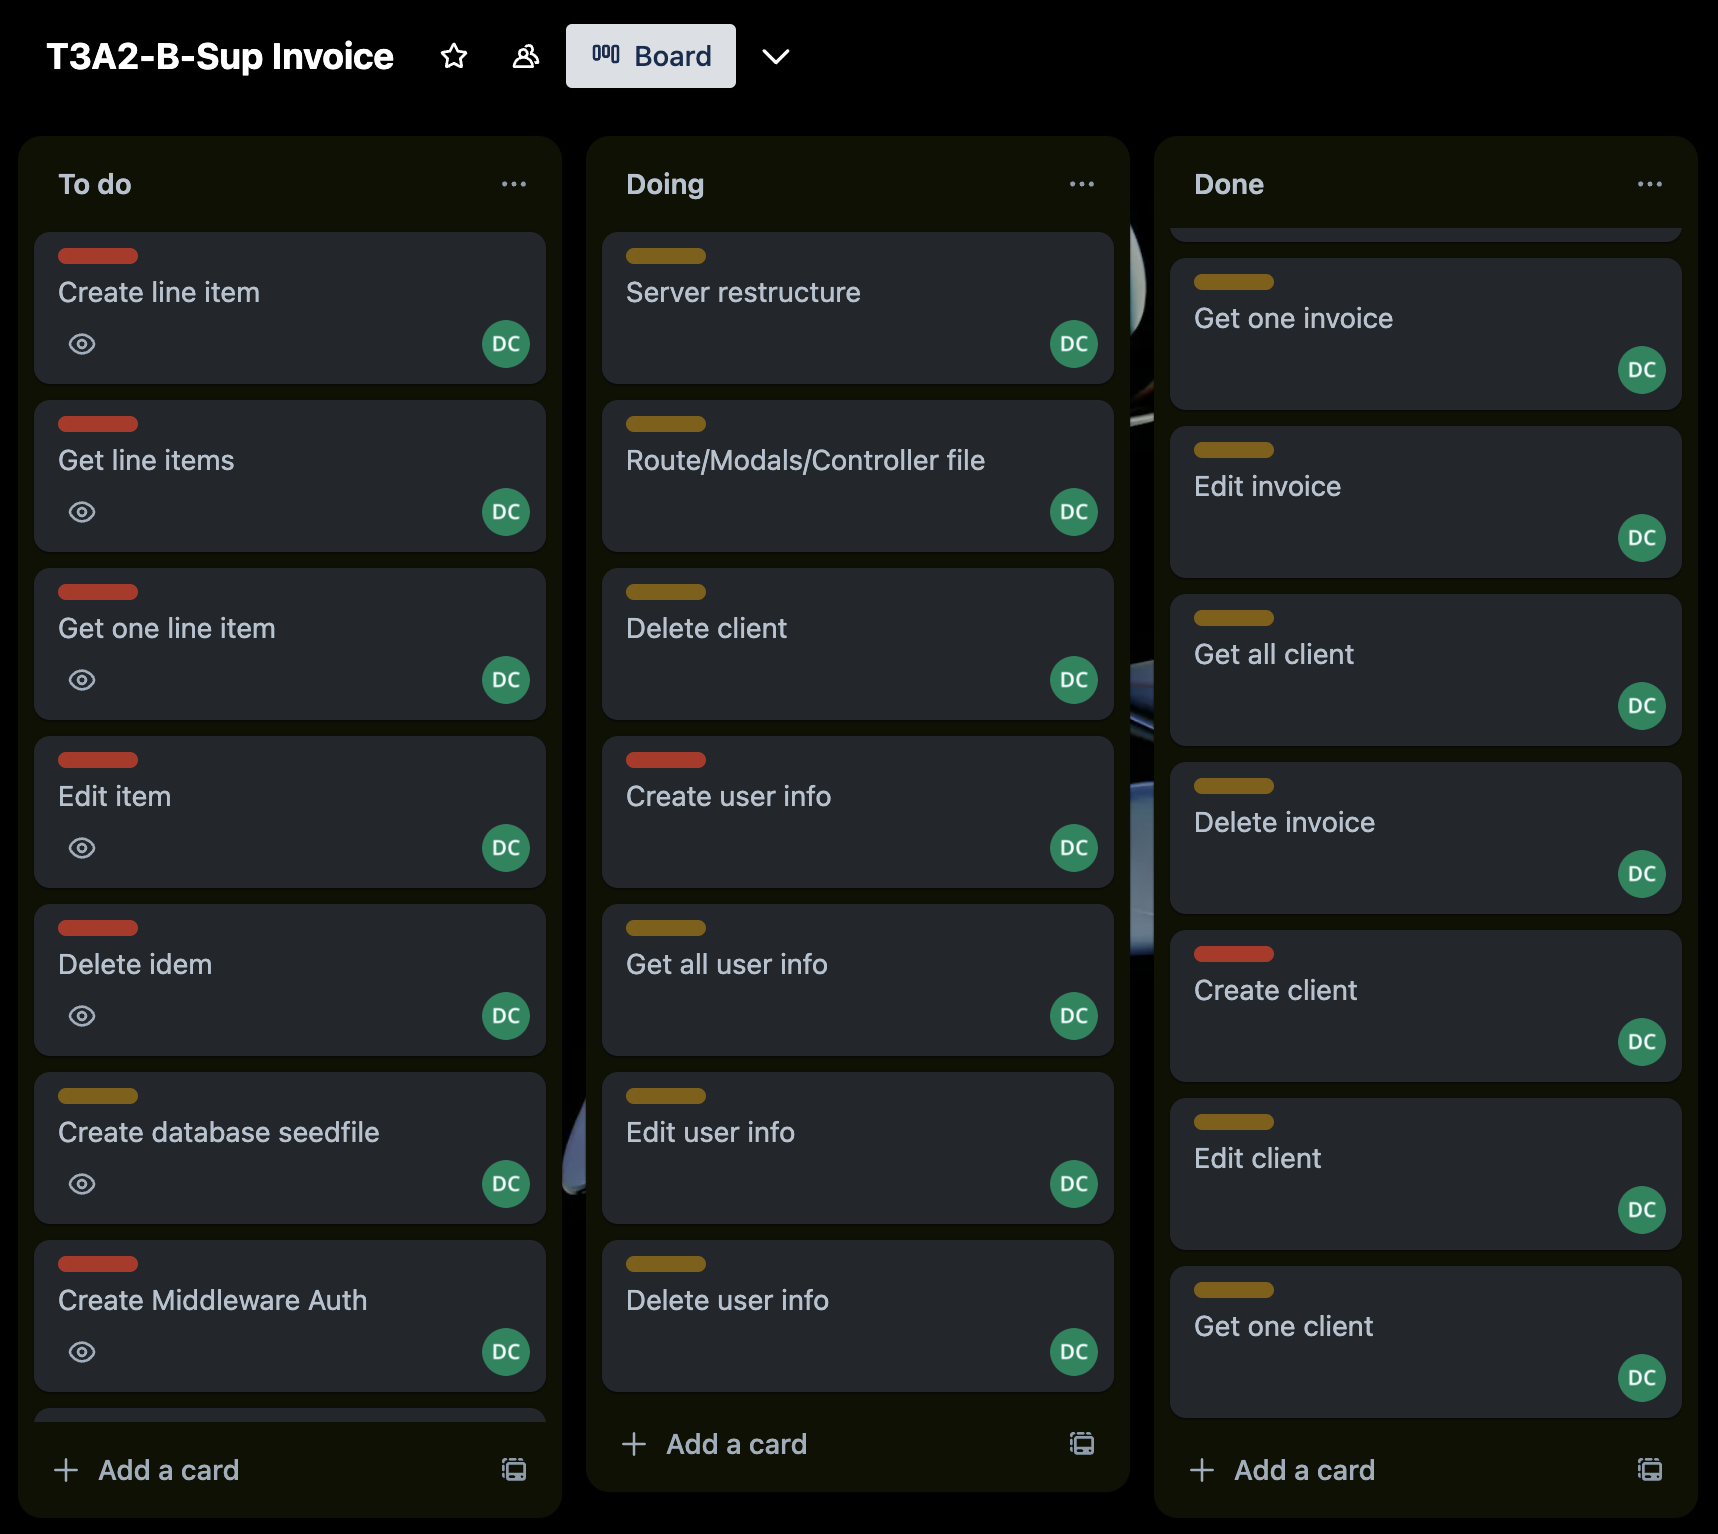 T3A2-B-Sup Invoice
Board
To do
Create line item
DC
Get line items
DC
Get one line item
DC
Edit item
DC
Delete idem
DC
Create database seedfile
DC
Create Middleware Auth
DC
Add a card
Doing
Server restructure
DC
Route/Modals/Controller file
DC
Delete client
DC
Create user info
DC
Get all user info
DC
Edit user info
DC
Delete user info
DC
Add a card
Done
Get one invoice
DC
Edit invoice
DC
Get all client
DC
Delete invoice
DC
Create client
DC
Edit client
DC
Get one client
DC
Add a card